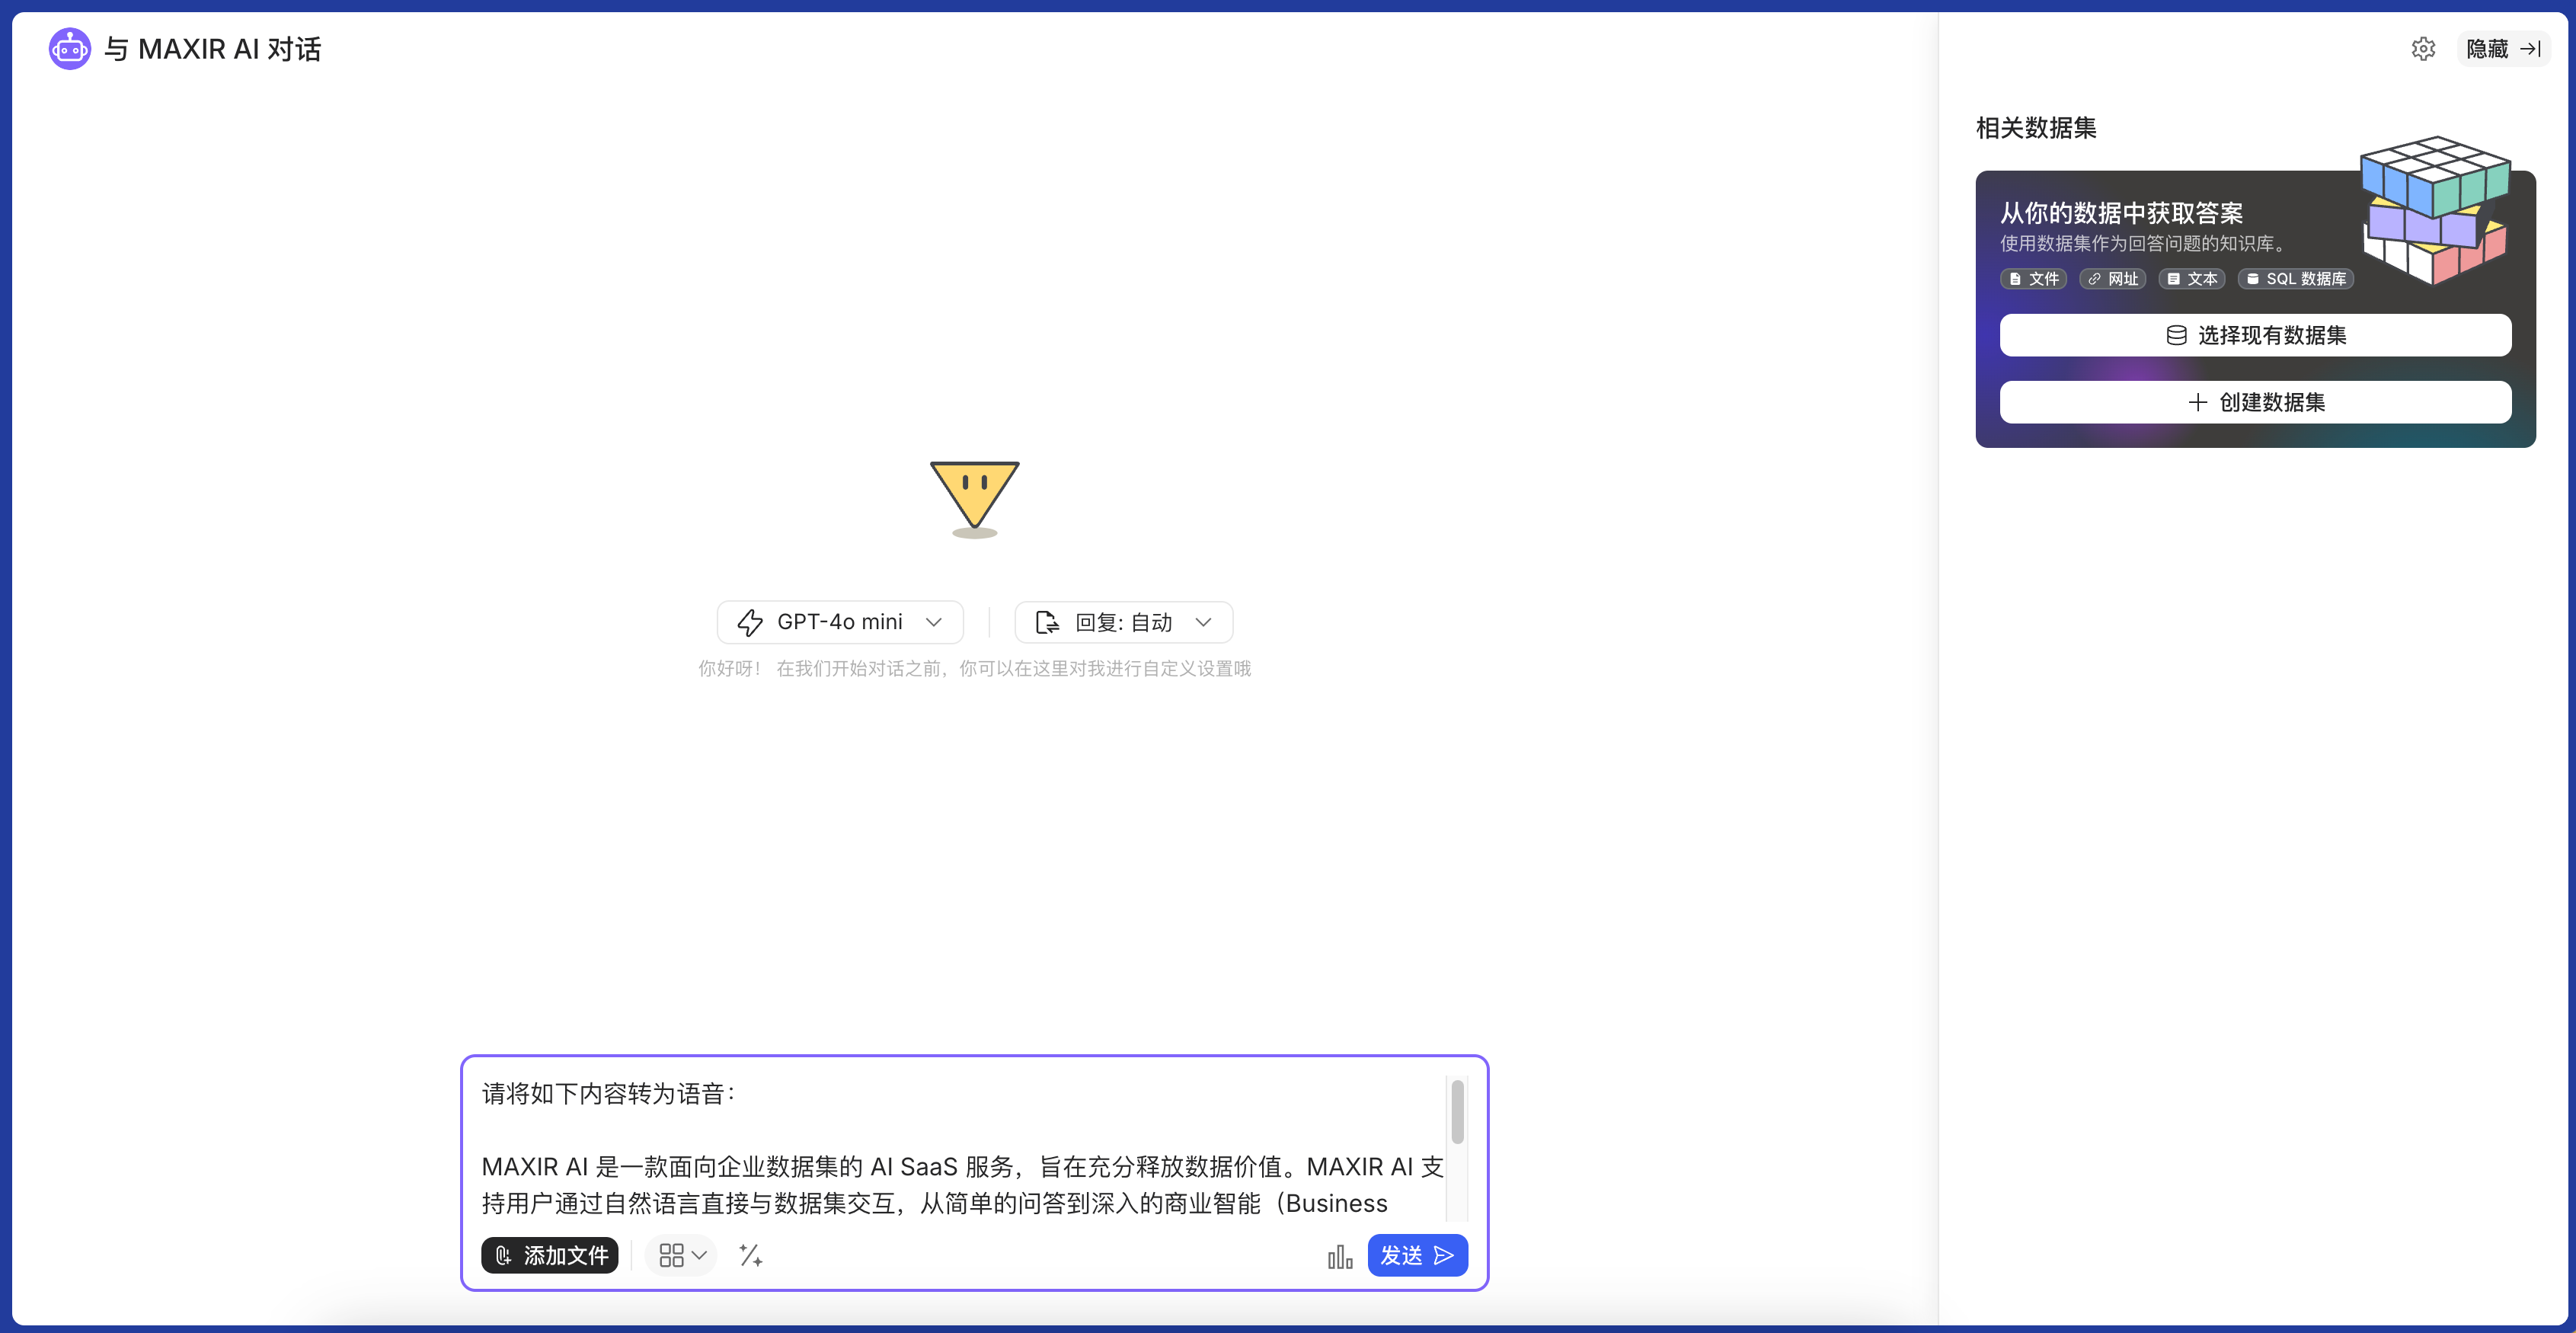 与 MAXIR AI 对话
隐藏
相关数据集
从你的数据中获取答案
使用数据集作为回答问题的知识库。
文件 网址 文本 SQL 数据库
选择现有数据集
创建数据集
GPT-4o mini
回复: 自动
你好呀！ 在我们开始对话之前，你可以在这里对我进行自定义设置哦
请将如下内容转为语音：
MAXIR AI 是一款面向企业数据集的 AI SaaS 服务，旨在充分释放数据价值。MAXIR AI 支
持用户通过自然语言直接与数据集交互，从简单的问答到深入的商业智能（Business
添加文件
发送